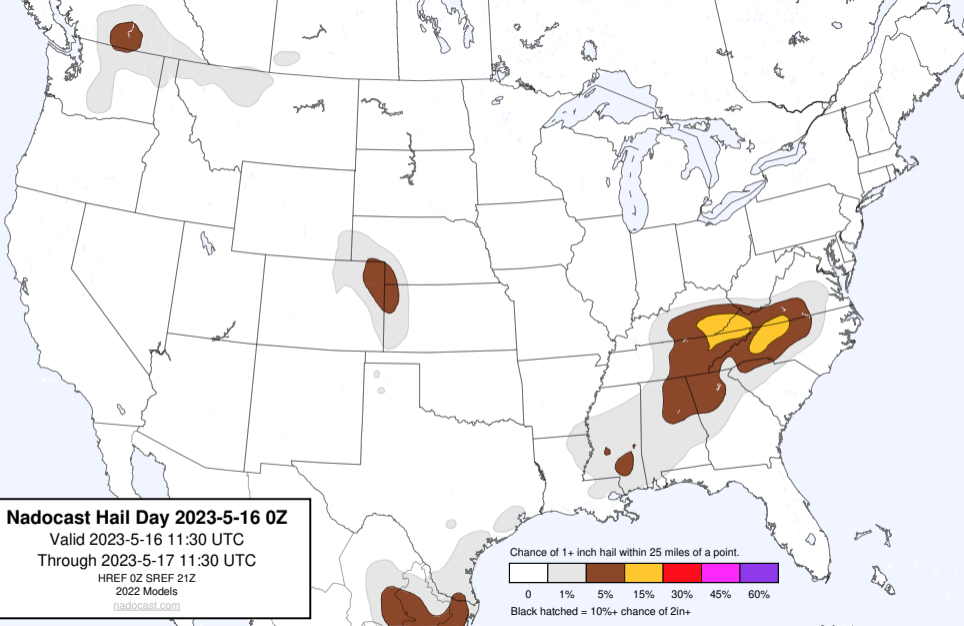 Nadocast Hail Day 2023-5-16 0Z
Valid 2023-5-16 11:30 UTC
Through 2023-5-17 11:30 UTC
HREF 0Z SREF 21Z
2022 Models
nadocast.com
Chance of 1+ inch hail within 25 miles of a point.
0 1% 5% 15% 30% 45% 60%
Black hatched = 10%+ chance of 2in+